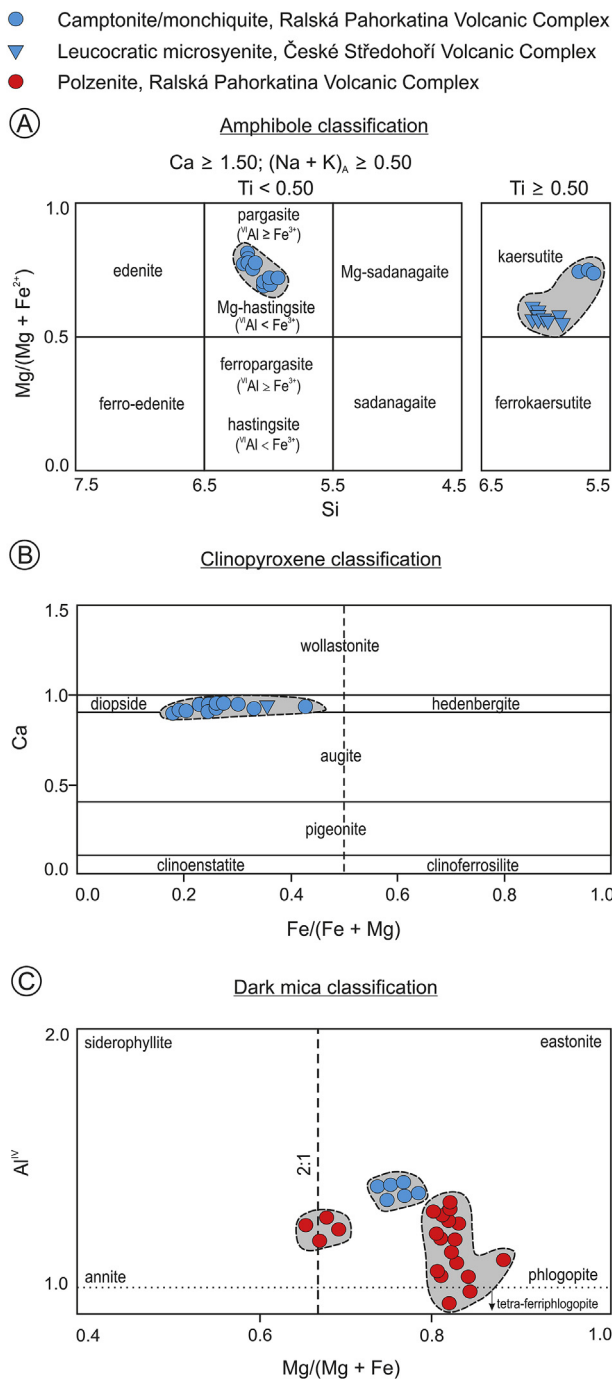 Camptonite/monchiquite, Ralská Pahorkatina Volcanic Complex
Leucocratic microsyenite, České Středohoří Volcanic Complex
Polzenite, Ralská Pahorkatina Volcanic Complex
A
Amphibole classification
Ca ≥ 1.50; (Na + K)A ≥ 0.50
Ti < 0.50
Ti ≥ 0.50
1.0
pargasite
(VIAl ≥ Fe3+)
edenite
Mg-sadanagaite
kaersutite
Mg-hastingsite
(VIAl < Fe3+)
Mg/(Mg + Fe2+)
0.5
ferropargasite
(VIAl ≥ Fe3+)
ferro-edenite
sadanagaite
ferrokaersutite
hastingsite
(VIAl < Fe3+)
0.0
7.5 6.5 5.5 4.5 6.5 5.5
Si
B
Clinopyroxene classification
1.5
wollastonite
1.0
diopside
hedenbergite
Ca
augite
0.5
pigeonite
0.0
clinoenstatite
clinoferrosilite
0.0 0.2 0.4 0.6 0.8 1.0
Fe/(Fe + Mg)
C
Dark mica classification
2.0
siderophyllite
eastonite
AlIV
2:1
1.0
annite
phlogopite
tetra-ferriphlogopite
0.4 0.6 0.8 1.0
Mg/(Mg + Fe)